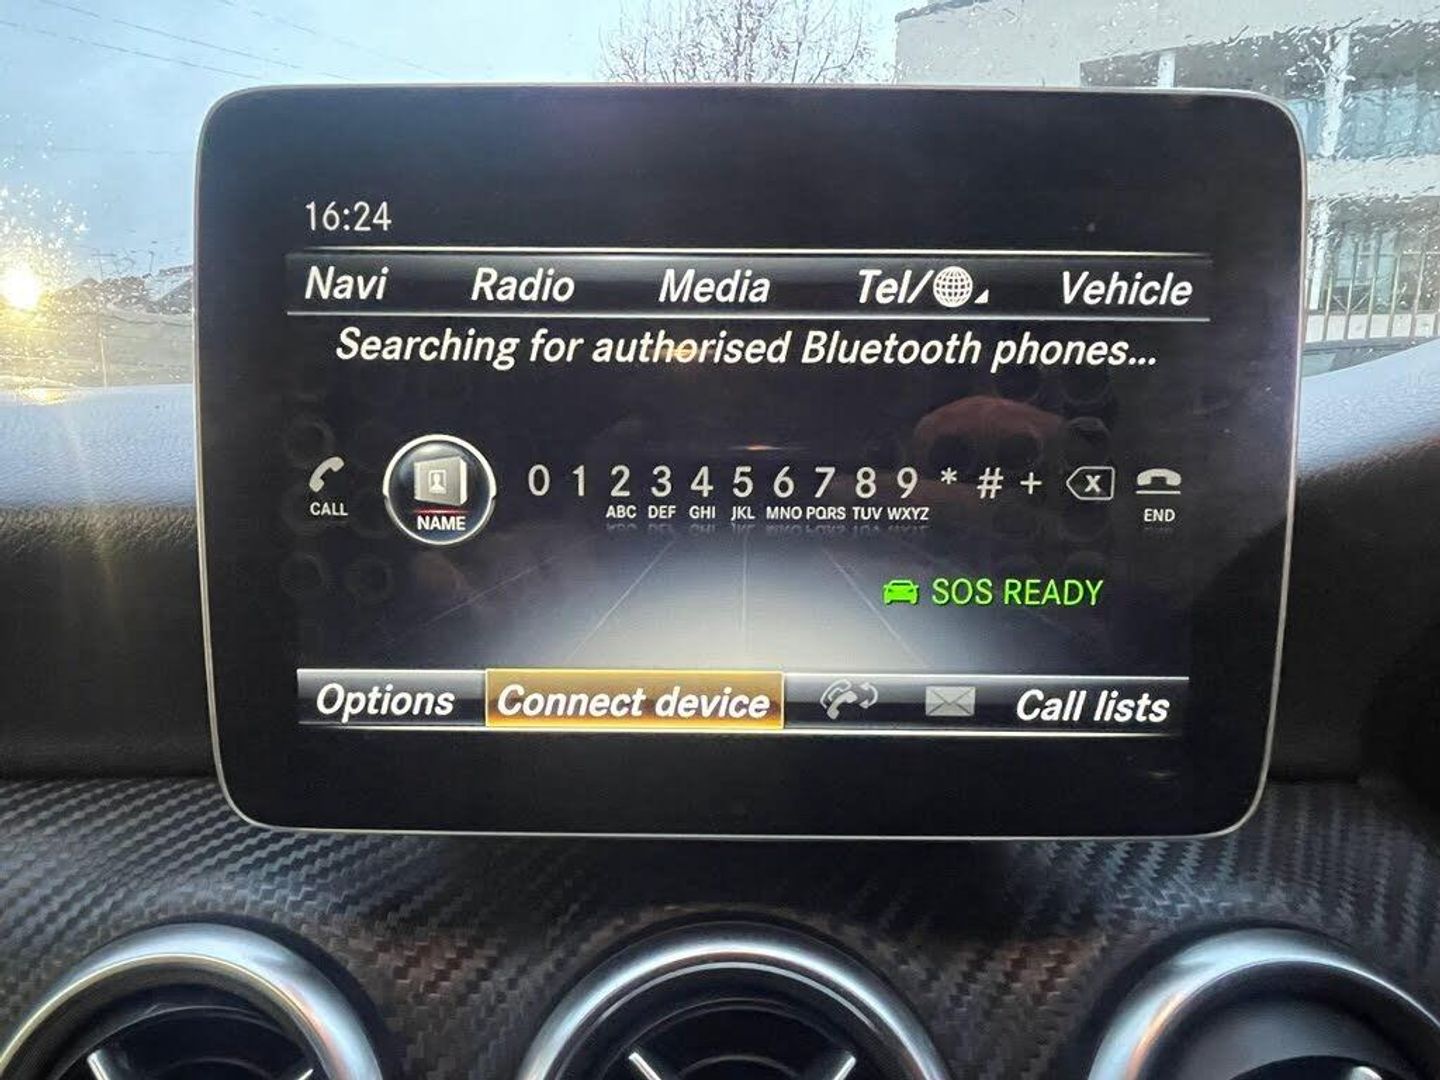 16:24
Navi Radio Media Tel/ Vehicle
Searching for authorised Bluetooth phones...
0 1 2 3 4 5 6 7 8 9 * # + X
CALL NAME ABC DEF GHI JKL MNO PQRS TUV WXYZ END
SOS READY
Options Connect device Call lists